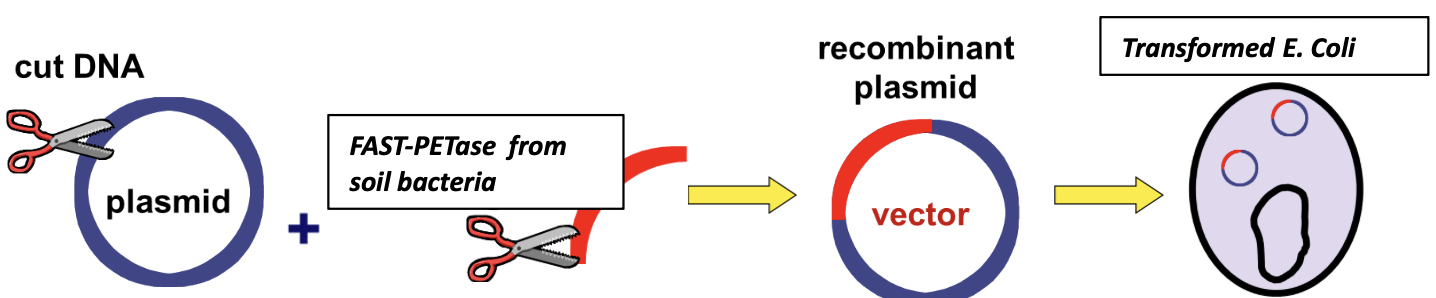 cut DNA
plasmid
+
FAST-PETase from
soil bacteria
recombinant
plasmid
vector
Transformed E. Coli